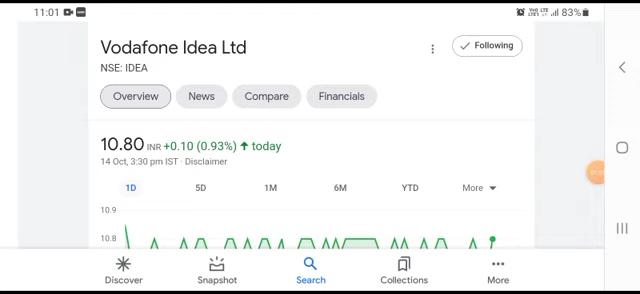 11:01
83%
Vodafone Idea Ltd
Following
NSE: IDEA
Overview
News
Compare
Financials
10.80 INR +0.10 (0.93%) ↑ today
14 Oct, 3:30 pm IST · Disclaimer
1D
5D
1M
6M
YTD
More
10.9
10.8
Discover
Snapshot
Search
Collections
More